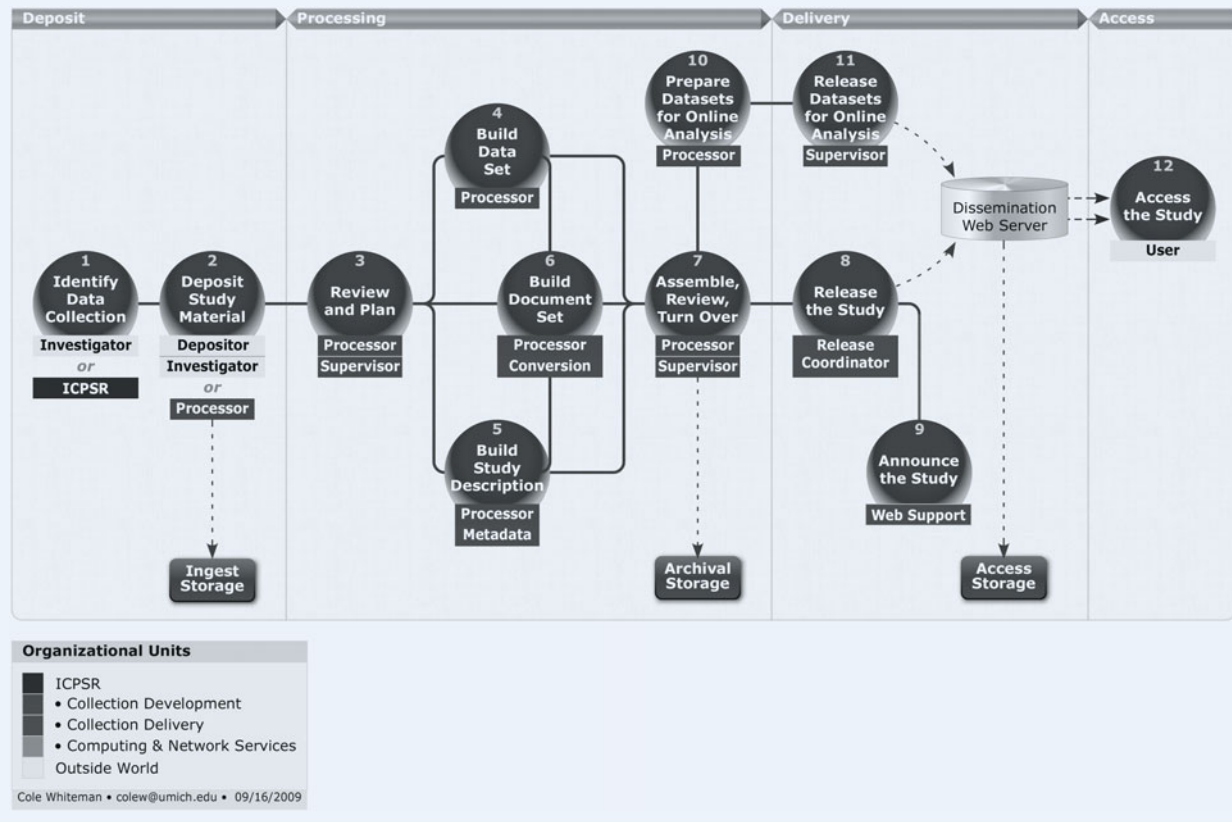 Deposit
Processing
Delivery
Access
1
Identify
Data
Collection
Investigator
or
ICPSR
2
Deposit
Study
Material
Depositor
Investigator
or
Processor
Ingest
Storage
3
Review
and Plan
Processor
Supervisor
4
Build
Data
Set
Processor
5
Build
Study
Description
Processor
Metadata
6
Build
Document
Set
Processor
Conversion
7
Assemble,
Review,
Turn Over
Processor
Supervisor
Archival
Storage
8
Release
the Study
Release
Coordinator
9
Announce
the Study
Web Support
10
Prepare
Datasets
for Online
Analysis
Processor
11
Release
Datasets
for Online
Analysis
Supervisor
Dissemination
Web Server
Access
Storage
12
Access
the Study
User
Organizational Units
ICPSR
• Collection Development
• Collection Delivery
• Computing & Network Services
Outside World
Cole Whiteman • colew@umich.edu • 09/16/2009